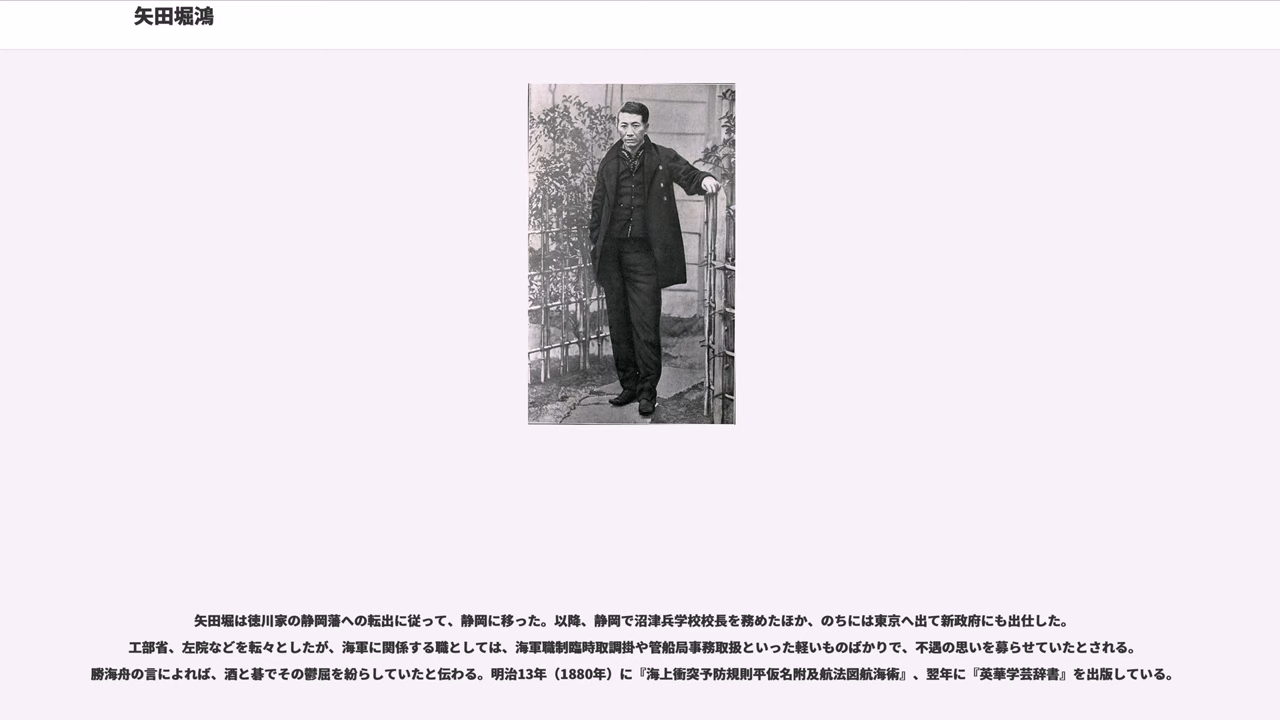 矢田堀鴻
矢田堀は徳川家の静岡藩への転出に従って、静岡に移った。以降、静岡で沼津兵学校校長を務めたほか、のちには東京へ出て新政府にも出仕した。
工部省、左院などを転々としたが、海軍に関係する職としては、海軍職制臨時取調掛や管船局事務取扱といった軽いものばかりで、不遇の思いを募らせていたとされる。
勝海舟の言によれば、酒と碁でその鬱屈を紛らしていたと伝わる。明治13年（1880年）に『海上衝突予防規則平仮名附及航法図航海術』、翌年に『英華学芸辞書』を出版している。